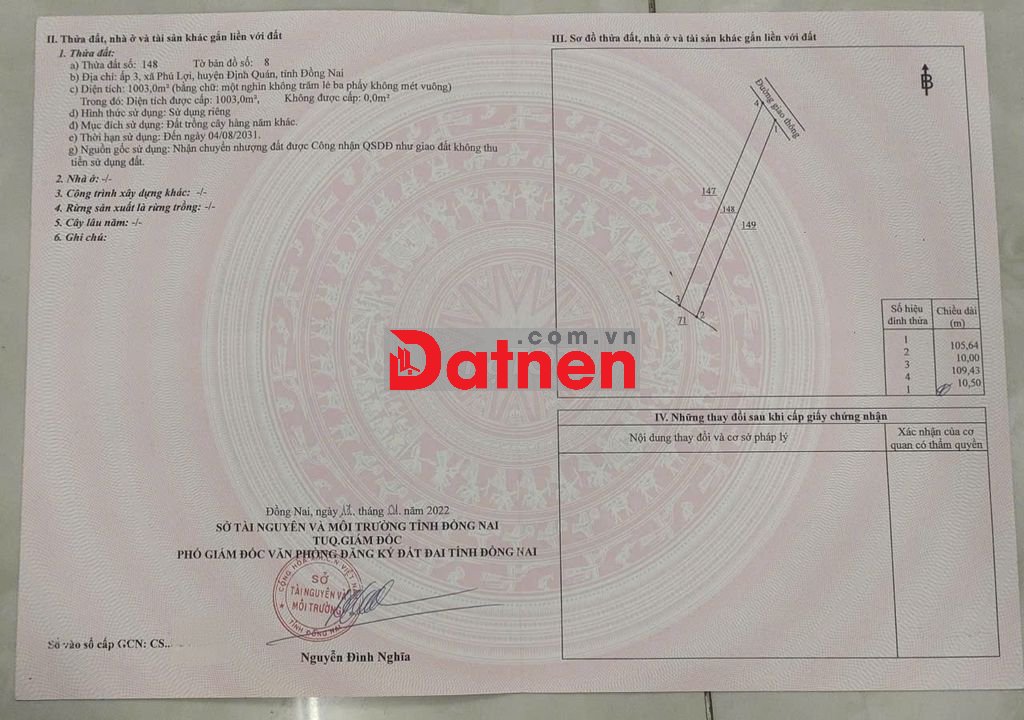 II. Thửa đất, nhà ở và tài sản khác gắn liền với đất
1. Thửa đất:
a) Thửa đất số: 148 Tờ bản đồ số: 8
b) Địa chỉ: ấp 3, xã Phú Lợi, huyện Định Quán, tỉnh Đồng Nai
c) Diện tích: 1003,0m² (bằng chữ: một nghìn không trăm lẻ ba phẩy không mét vuông)
Trong đó: Diện tích được cấp: 1003,0m², Không được cấp: 0,0m²
d) Hình thức sử dụng: Sử dụng riêng
đ) Mục đích sử dụng: Đất trồng cây hàng năm khác.
e) Thời hạn sử dụng: Đến ngày 04/08/2031.
g) Nguồn gốc sử dụng: Nhận chuyển nhượng đất được Công nhận QSDĐ như giao đất không thu
tiền sử dụng đất.
2. Nhà ở: -/-
3. Công trình xây dựng khác: -/-
4. Rừng sản xuất là rừng trồng: -/-
5. Cây lâu năm: -/-
6. Ghi chú:
Đồng Nai, ngày 12. tháng 01. năm 2022
SỞ TÀI NGUYÊN VÀ MÔI TRƯỜNG TỈNH ĐỒNG NAI
TUQ.GIÁM ĐỐC
PHÓ GIÁM ĐỐC VĂN PHÒNG ĐĂNG KÝ ĐẤT ĐAI TỈNH ĐỒNG NAI
SỞ
TÀI NGUYÊN VÀ
MÔI TRƯỜNG
TỈNH ĐỒNG NAI
Nguyễn Đình Nghĩa
Số vào sổ cấp GCN: CS..
III. Sơ đồ thửa đất, nhà ở và tài sản khác gắn liền với đất
B
Đường giao thông
4
1
147
148
149
3
2
71
Số hiệu đỉnh thửa Chiều dài (m)
1
105,64
2
10,00
3
109,43
4
10,50
1
IV. Những thay đổi sau khi cấp giấy chứng nhận
Nội dung thay đổi và cơ sở pháp lý
Xác nhận của cơ
quan có thẩm quyền
.com.vn
Datnen